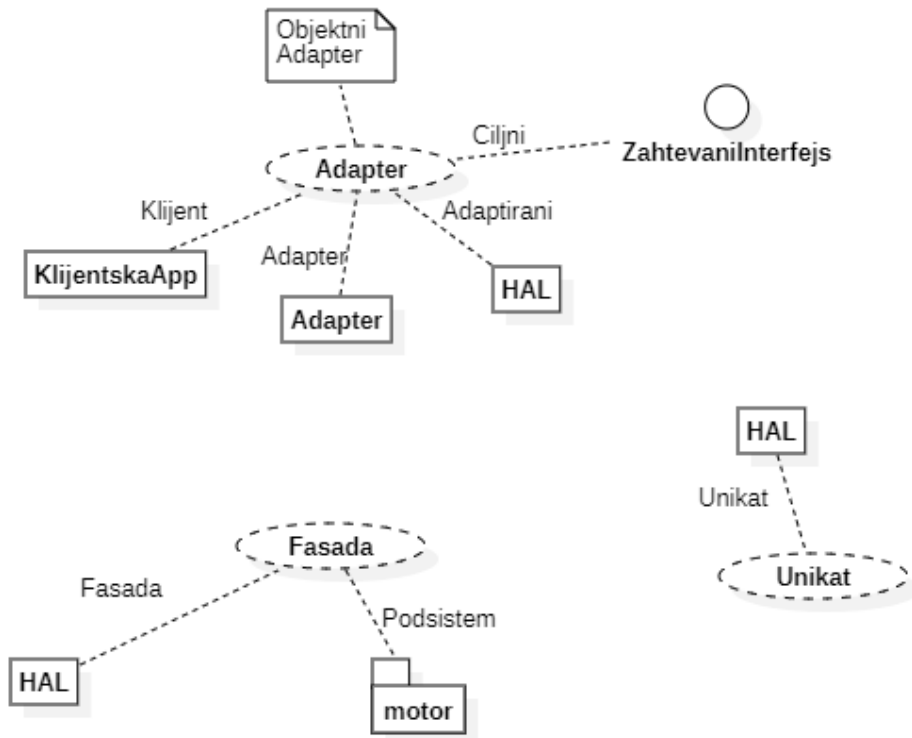 Objektni
Adapter
Ciljni
ZahtevaniInterfejs
Adapter
Klijent
Adaptirani
Adapter
KlijentskaApp
HAL
Adapter
HAL
Unikat
Fasada
Unikat
Fasada
Podsistem
HAL
motor